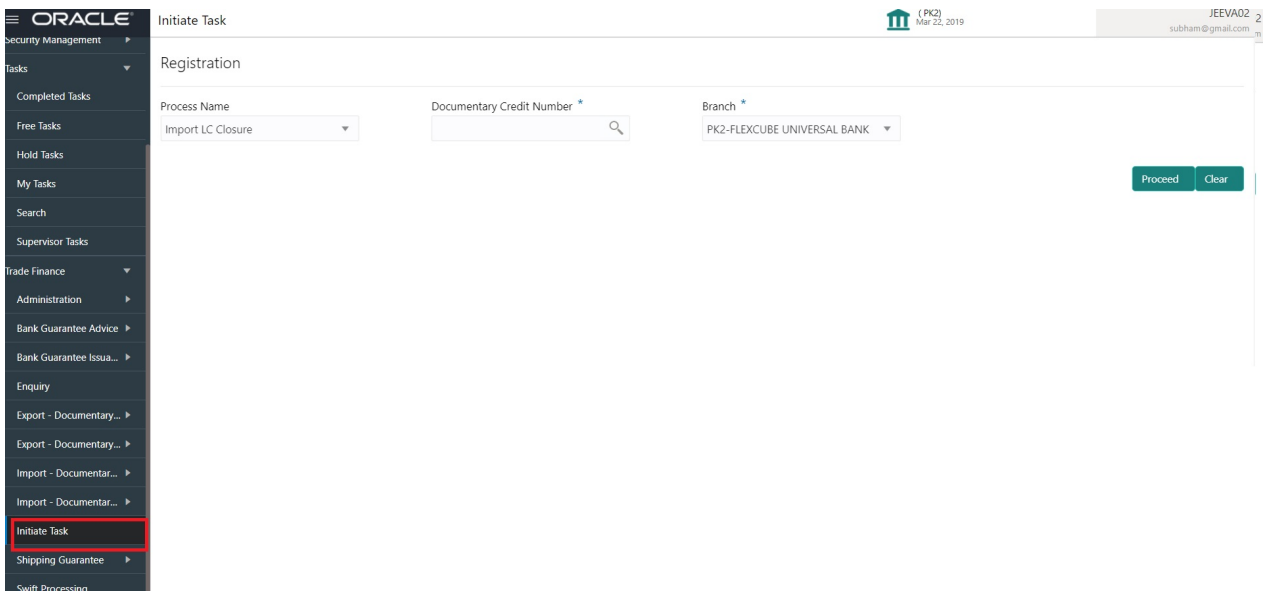 ORACLE
Initiate Task
( PK2)
Mar 22, 2019
JEEVA02
subham@gmail.com
2
m
Security Management
Tasks
Completed Tasks
Free Tasks
Hold Tasks
My Tasks
Search
Supervisor Tasks
Trade Finance
Administration
Bank Guarantee Advice
Bank Guarantee Issua...
Enquiry
Export - Documentary...
Export - Documentary...
Import - Documentar...
Import - Documentar...
Initiate Task
Shipping Guarantee
Swift Processing
Registration
Process Name
Documentary Credit Number *
Branch *
Import LC Closure
PK2-FLEXCUBE UNIVERSAL BANK
Proceed
Clear